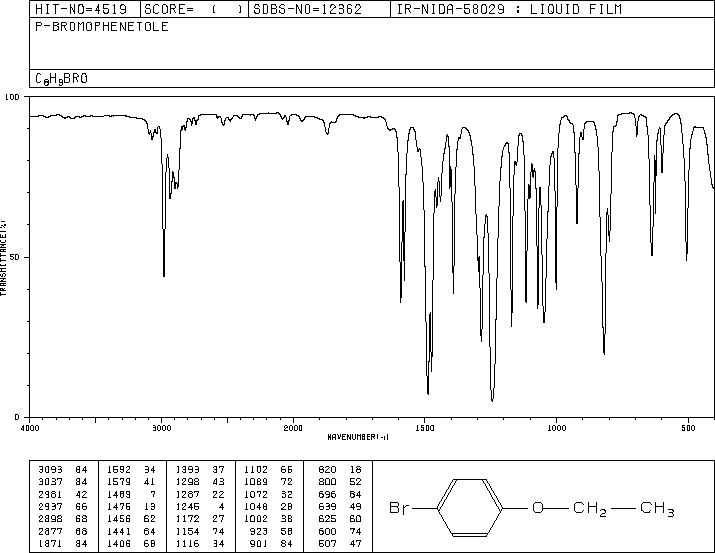 HIT-NO=4519 SCORE= ( ) SDBS-NO=12362 IR-NIDA-58029 : LIQUID FILM
P-BROMOPHENETOLE
C8H9BRO
100
50
0
TRANSMITTANCE(%)
4000 3000 2000 1500 1000 500
WAVENUMBER(-1)
3093 84 1592 34 1393 37 1102 66 820 18
3037 84 1579 41 1298 43 1089 72 800 52
2981 42 1489 7 1287 22 1072 32 696 84
2937 66 1475 13 1245 4 1048 28 639 49
2898 68 1456 62 1172 27 1002 38 625 60
2877 68 1441 64 1154 74 923 58 600 74
1871 84 1406 68 1116 34 901 84 507 47
Br O CH2 CH3